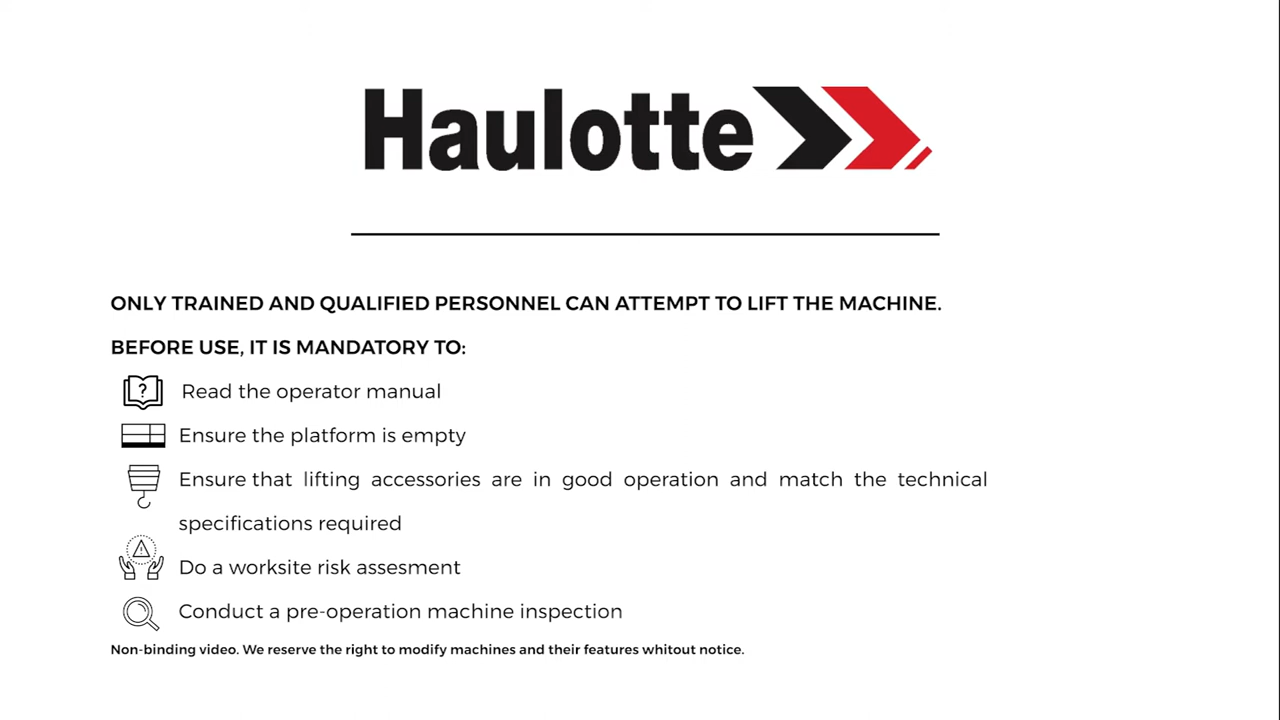 Haulotte
ONLY TRAINED AND QUALIFIED PERSONNEL CAN ATTEMPT TO LIFT THE MACHINE.
BEFORE USE, IT IS MANDATORY TO:
Read the operator manual
Ensure the platform is empty
Ensure that lifting accessories are in good operation and match the technical
specifications required
Do a worksite risk assesment
Conduct a pre-operation machine inspection
Non-binding video. We reserve the right to modify machines and their features whitout notice.